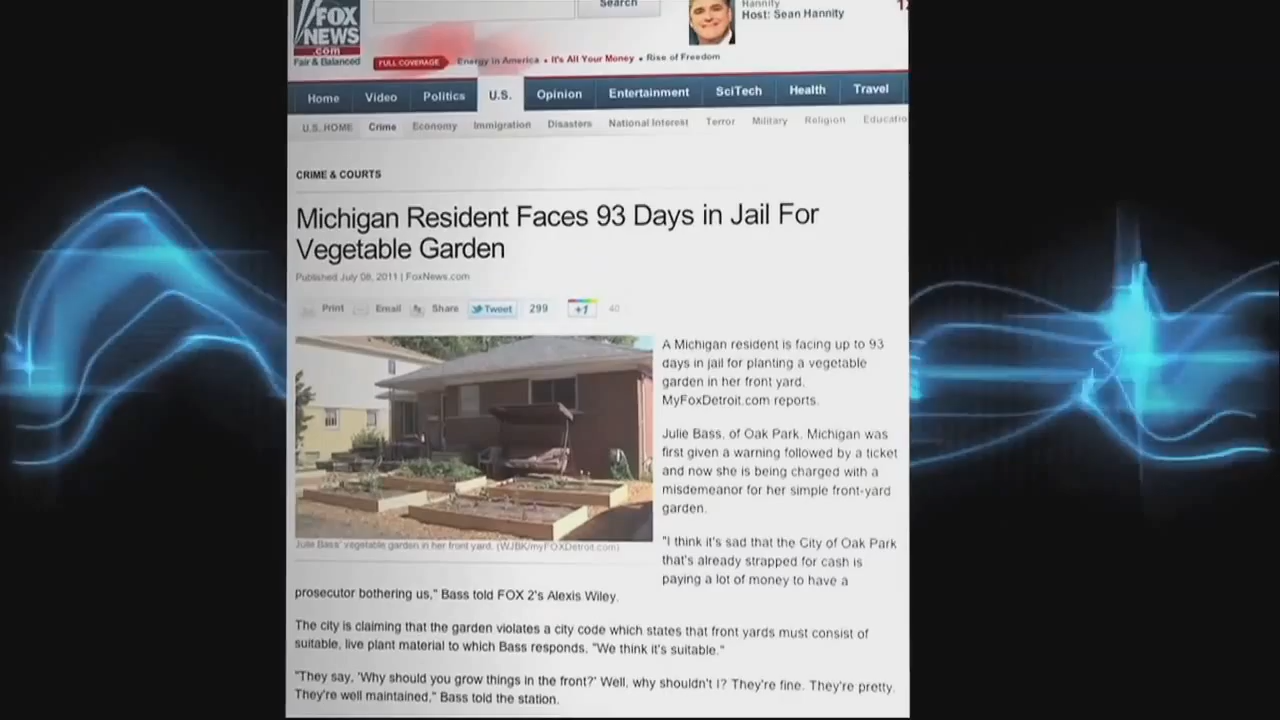 FOX
NEWS
.com
Fair & Balanced
Search
Hannity
Host: Sean Hannity
FULL COVERAGE Energy in America • It's All Your Money • Rise of Freedom
Home Video Politics U.S. Opinion Entertainment SciTech Health Travel
U.S. HOME Crime Economy Immigration Disasters National Interest Terror Military Religion Educatio
CRIME & COURTS
Michigan Resident Faces 93 Days in Jail For
Vegetable Garden
Published July 08, 2011 | FoxNews.com
Print Email Share Tweet 299 +1 40
A Michigan resident is facing up to 93
days in jail for planting a vegetable
garden in her front yard,
MyFoxDetroit.com reports.
Julie Bass, of Oak Park, Michigan was
first given a warning followed by a ticket
and now she is being charged with a
misdemeanor for her simple front-yard
garden.
"I think it's sad that the City of Oak Park
that's already strapped for cash is
paying a lot of money to have a
Julie Bass' vegetable garden in her front yard. (WJBK/myFOXDetroit.com)
prosecutor bothering us," Bass told FOX 2's Alexis Wiley.
The city is claiming that the garden violates a city code which states that front yards must consist of
suitable, live plant material to which Bass responds, "We think it's suitable."
"They say, 'Why should you grow things in the front?' Well, why shouldn't I? They're fine. They're pretty.
They're well maintained," Bass told the station.